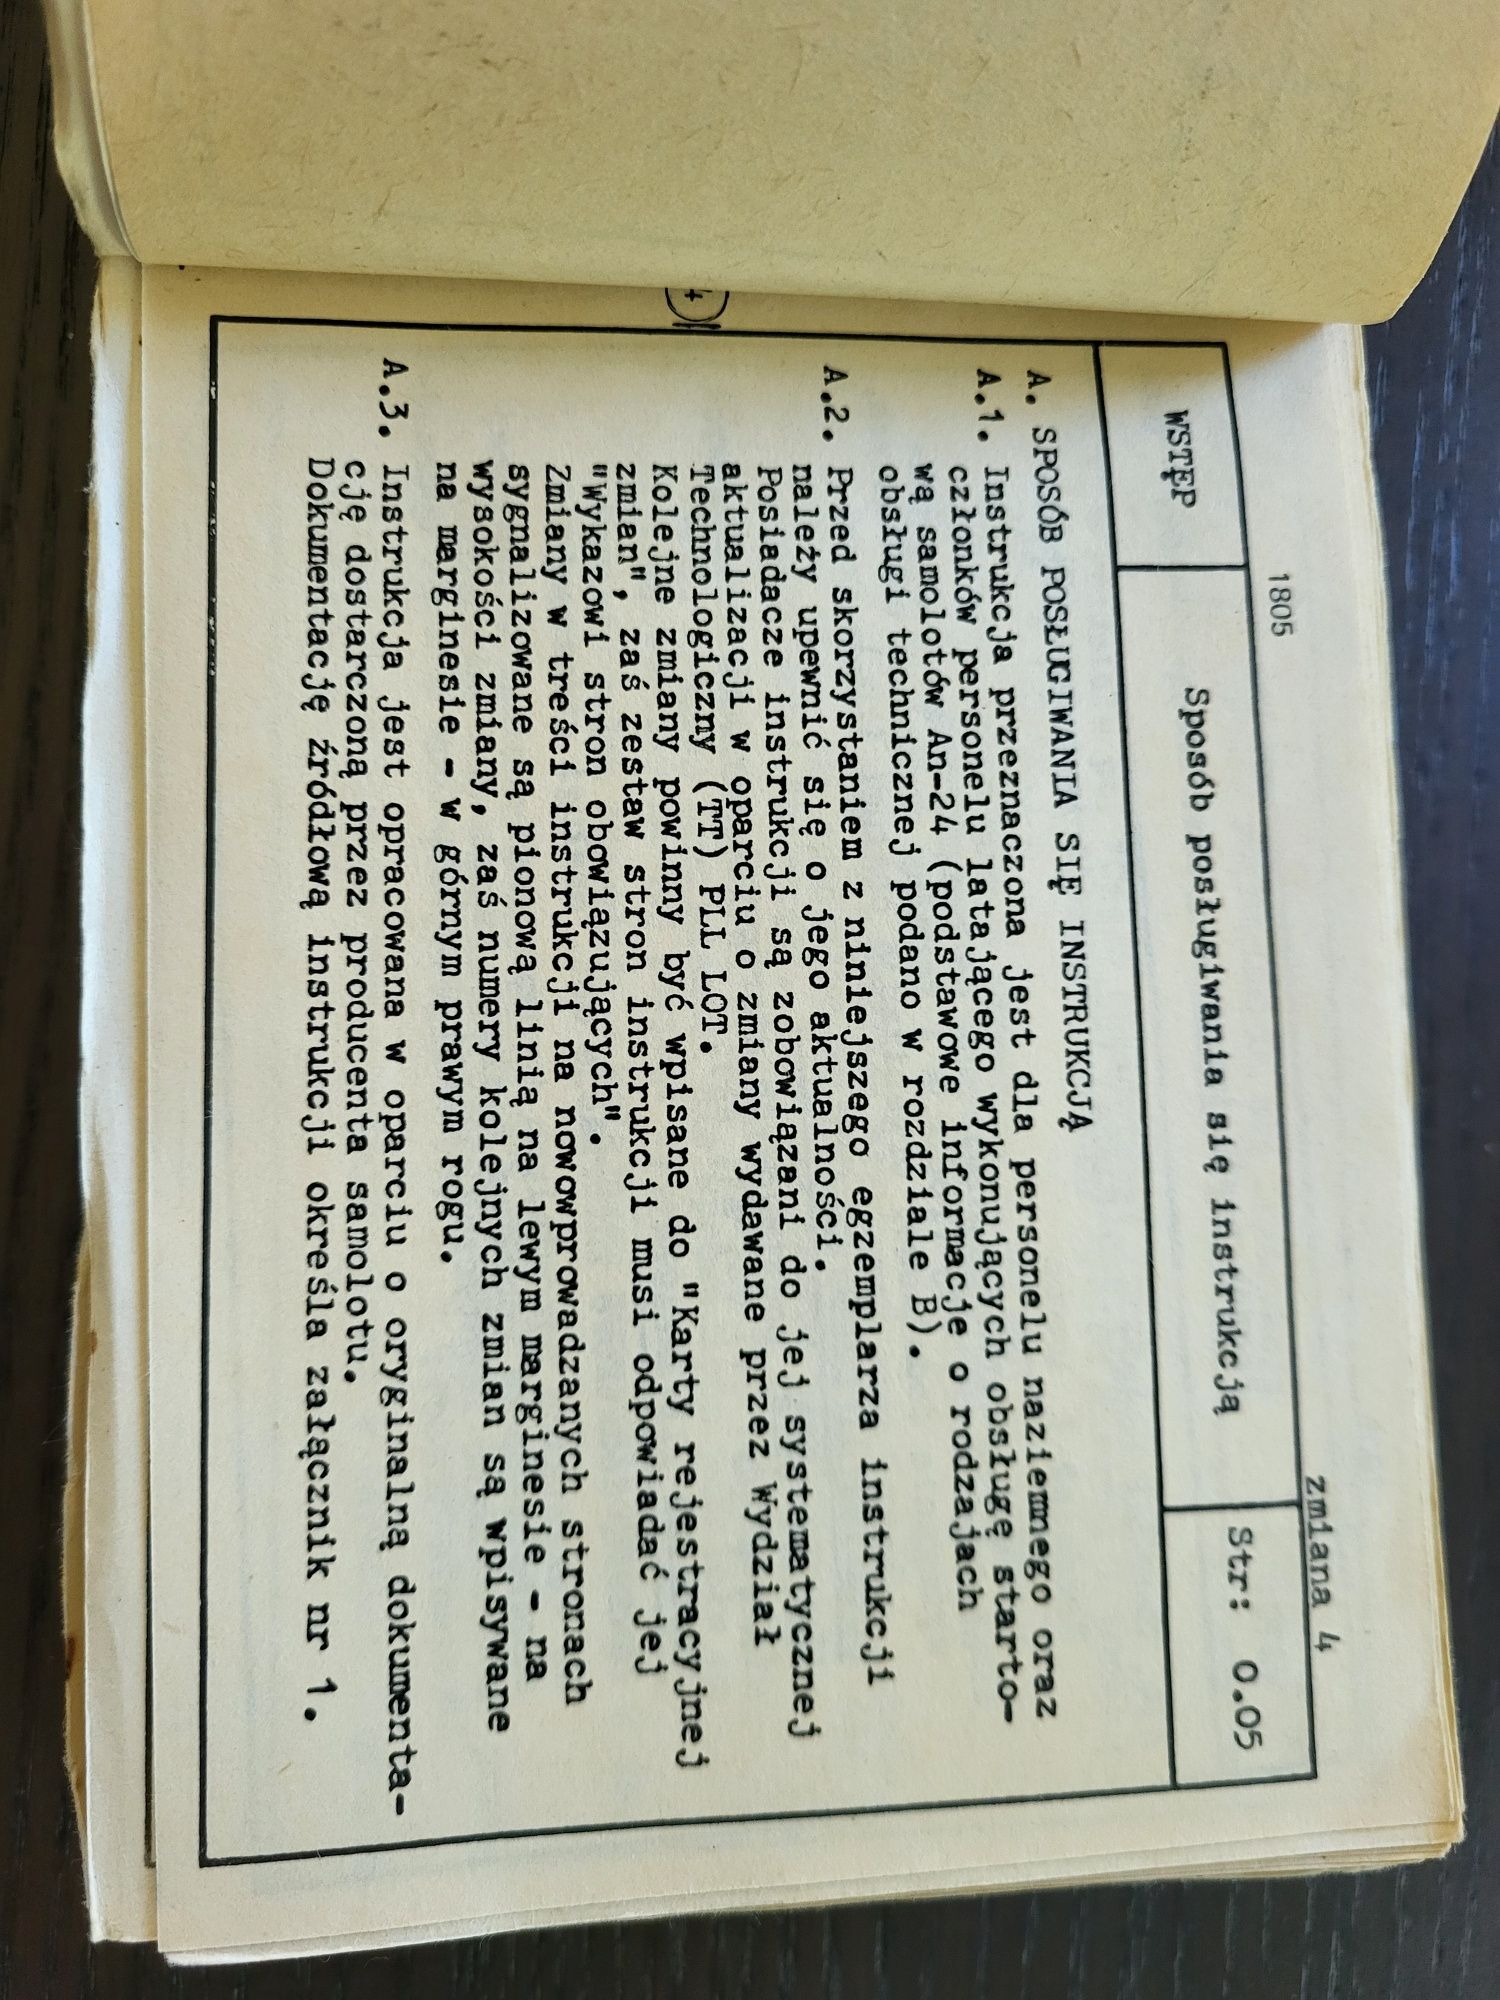 1805
zmiana 4
WSTĘP
Sposób posługiwania się instrukcją
Str: 0.05
A. SPOSÓB POSŁUGIWANIA SIĘ INSTRUKCJĄ
A.1. Instrukcja przeznaczona jest dla personelu naziemnego oraz
członków personelu latającego wykonujących obsługę starto-
wą samolotów An-24 (podstawowe informacje o rodzajach
obsługi technicznej podano w rozdziale B).
A.2. Przed skorzystaniem z niniejszego egzemplarza instrukcji
należy upewnić się o jego aktualności.
Posiadacze instrukcji są zobowiązani do jej systematycznej
aktualizacji w oparciu o zmiany wydawane przez Wydział
Technologiczny (TT) PLL LOT.
4
Kolejne zmiany powinny być wpisane do "Karty rejestracyjnej
zmian", zaś zestaw stron instrukcji musi odpowiadać jej
"Wykazowi stron obowiązujących".
Zmiany w treści instrukcji na nowowprowadzanych stronach
sygnalizowane są pionową linią na lewym marginesie - na
wysokości zmiany, zaś numery kolejnych zmian są wpisywane
na marginesie - w górnym prawym rogu.
A.3. Instrukcja jest opracowana w oparciu o oryginalną dokumenta-
cję dostarczoną przez producenta samolotu.
Dokumentację źródłową instrukcji określa załącznik nr 1.